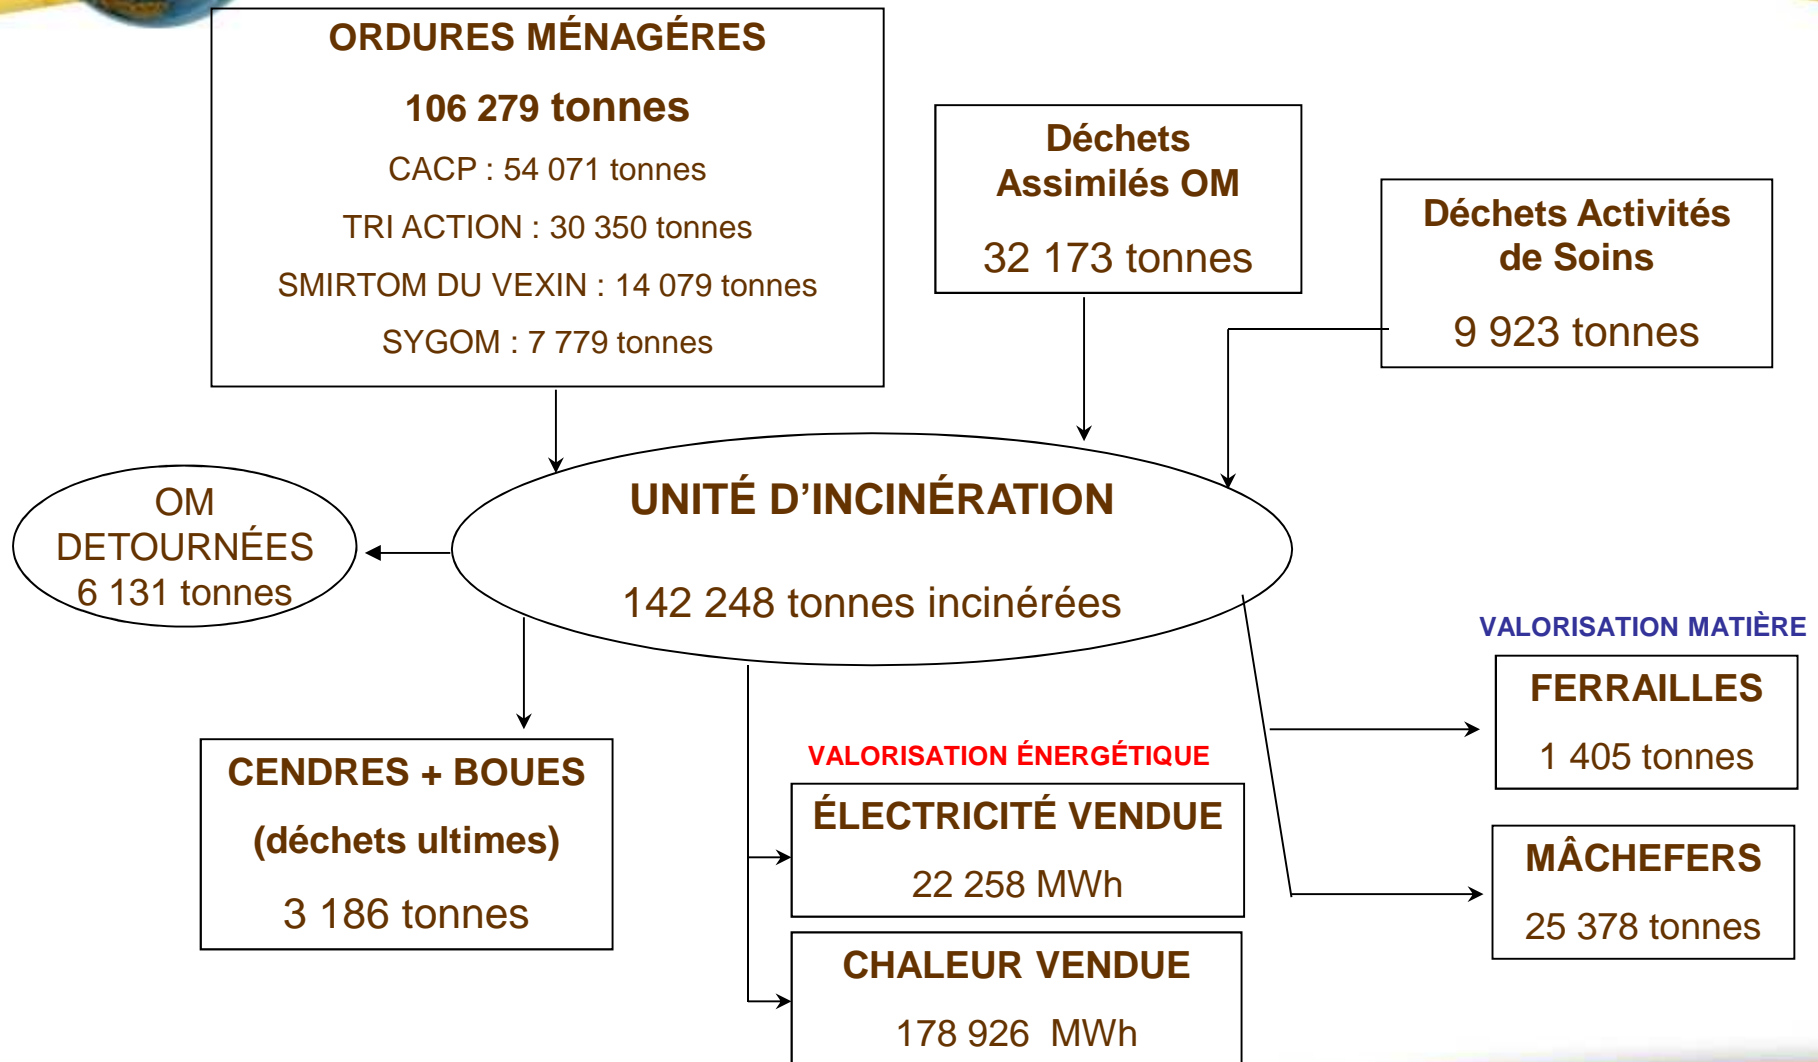 ORDURES MÉNAGÉRES
106 279 tonnes
CACP : 54 071 tonnes
TRI ACTION : 30 350 tonnes
SMIRTOM DU VEXIN : 14 079 tonnes
SYGOM : 7 779 tonnes
Déchets
Assimilés OM
32 173 tonnes
Déchets Activités
de Soins
9 923 tonnes
OM
DETOURNÉES
6 131 tonnes
UNITÉ D’INCINÉRATION
142 248 tonnes incinérées
CENDRES + BOUES
(déchets ultimes)
3 186 tonnes
VALORISATION ÉNERGÉTIQUE
ÉLECTRICITÉ VENDUE
22 258 MWh
CHALEUR VENDUE
178 926 MWh
VALORISATION MATIÈRE
FERRAILLES
1 405 tonnes
MÂCHEFERS
25 378 tonnes